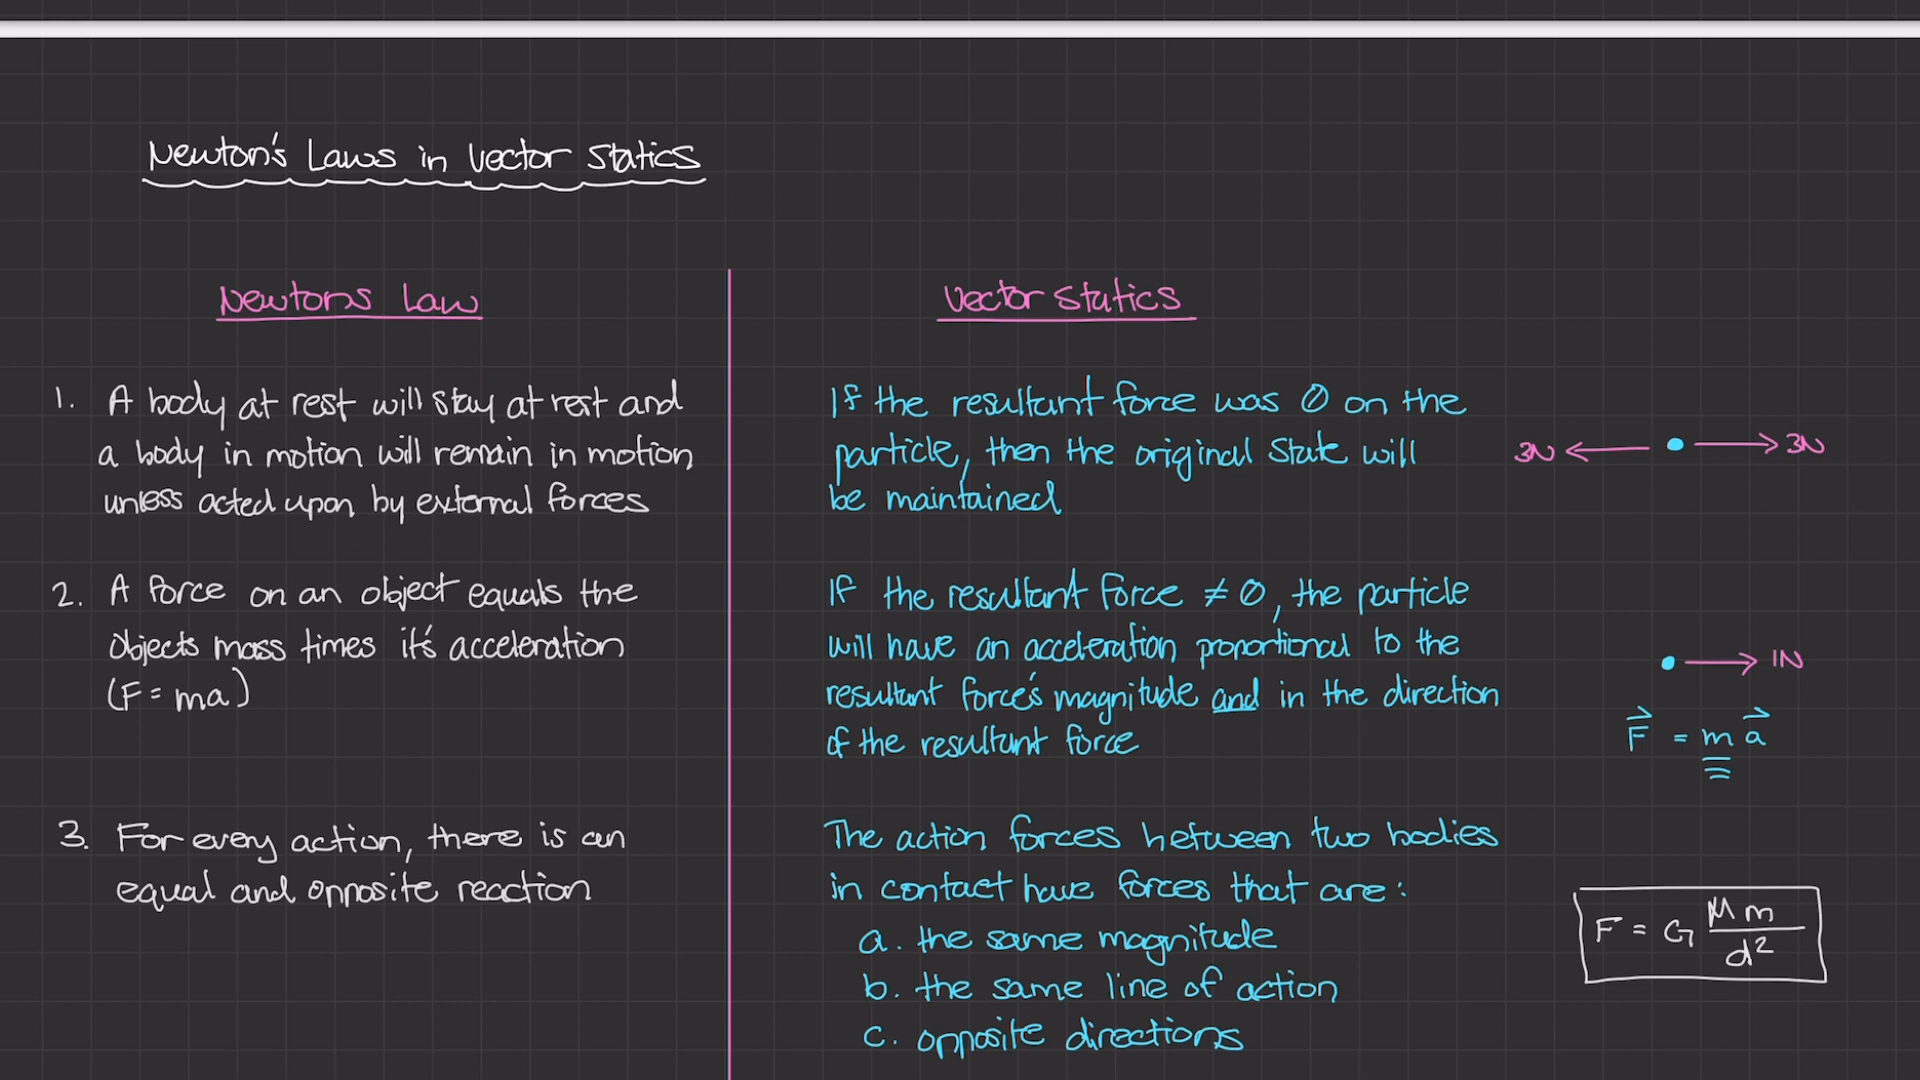 Newton's Laws in Vector Statics
Newtons Law
Vector Statics
1. A body at rest will stay at rest and
a body in motion will remain in motion,
unless acted upon by external forces
If the resultant force was 0 on the
particle, then the original state will
be maintained
3N
3N
2. A force on an object equals the
objects mass times it's acceleration
(F = ma)
If the resultant force ≠ 0, the particle
will have an acceleration proportional to the
resultant force's magnitude and in the direction
of the resultant force
1N
F⃗ = m a⃗
3. For every action, there is an
equal and opposite reaction
The action forces between two bodies
in contact have forces that are:
a. the same magnitude
b. the same line of action
c. opposite directions
F = G Mm/d²